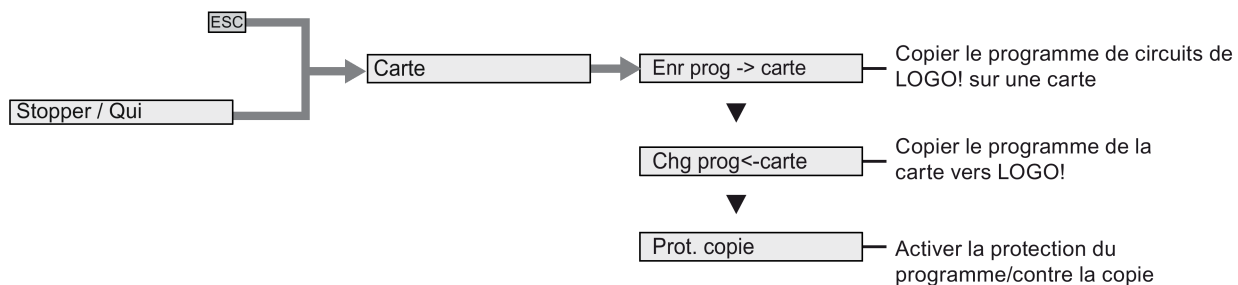 ESC
Stopper / Qui
Carte
Enr prog -> carte
Copier le programme de circuits de
LOGO! sur une carte
Chg prog<-carte
Copier le programme de la
carte vers LOGO!
Prot. copie
Activer la protection du
programme/contre la copie